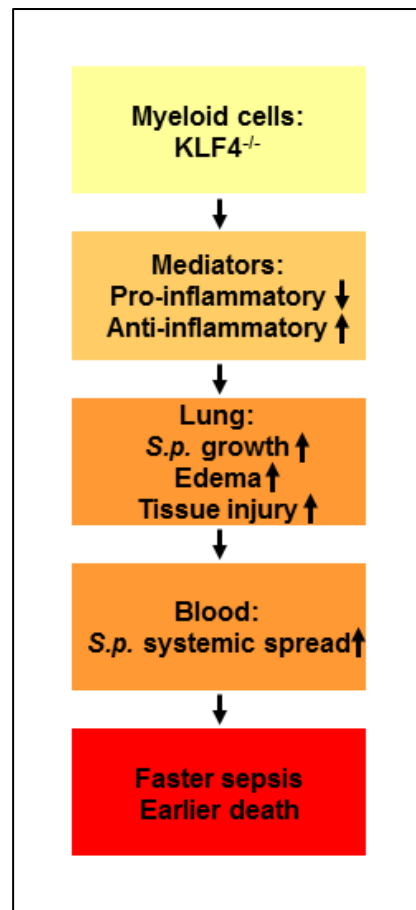 Myeloid cells:
KLF4-/-
Mediators:
Pro-inflammatory ↓
Anti-inflammatory ↑
Lung:
S.p. growth ↑
Edema ↑
Tissue injury ↑
Blood:
S.p. systemic spread ↑
Faster sepsis
Earlier death